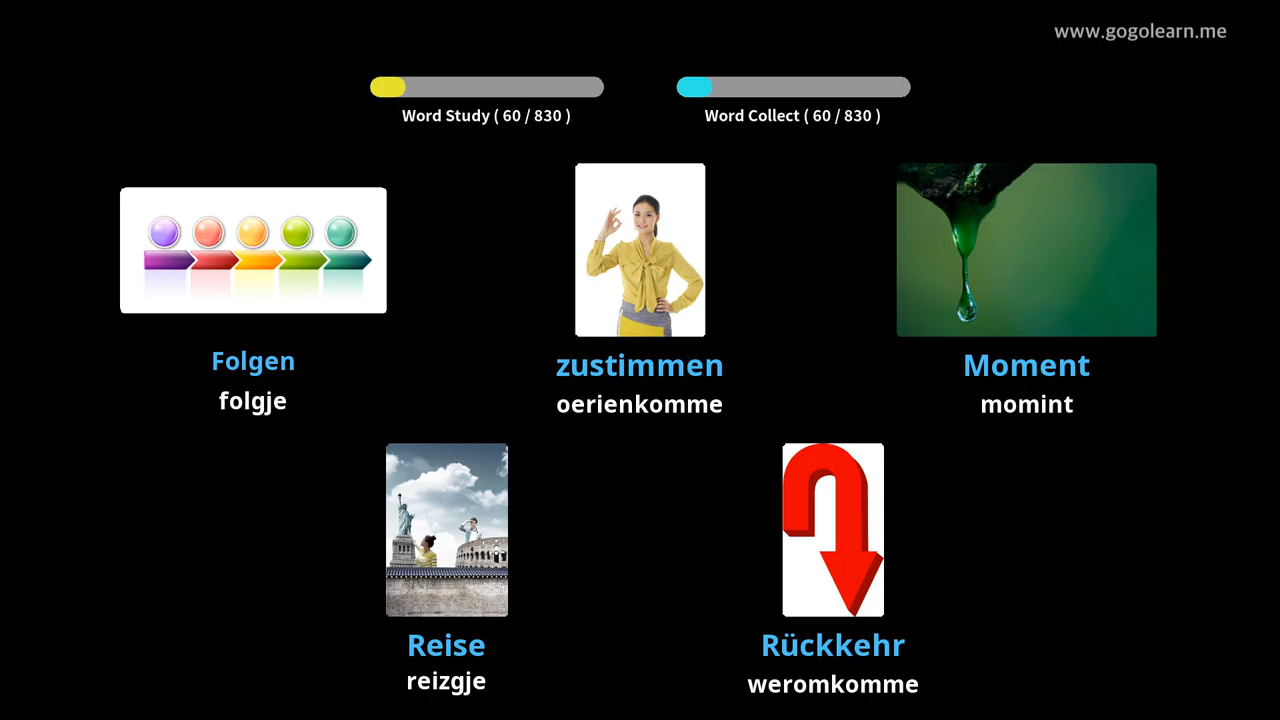 www.gogolearn.me
Word Study ( 60 / 830 )
Word Collect ( 60 / 830 )
Folgen
folgje
zustimmen
oerienkomme
Moment
momint
Reise
reizgje
Rückkehr
weromkomme